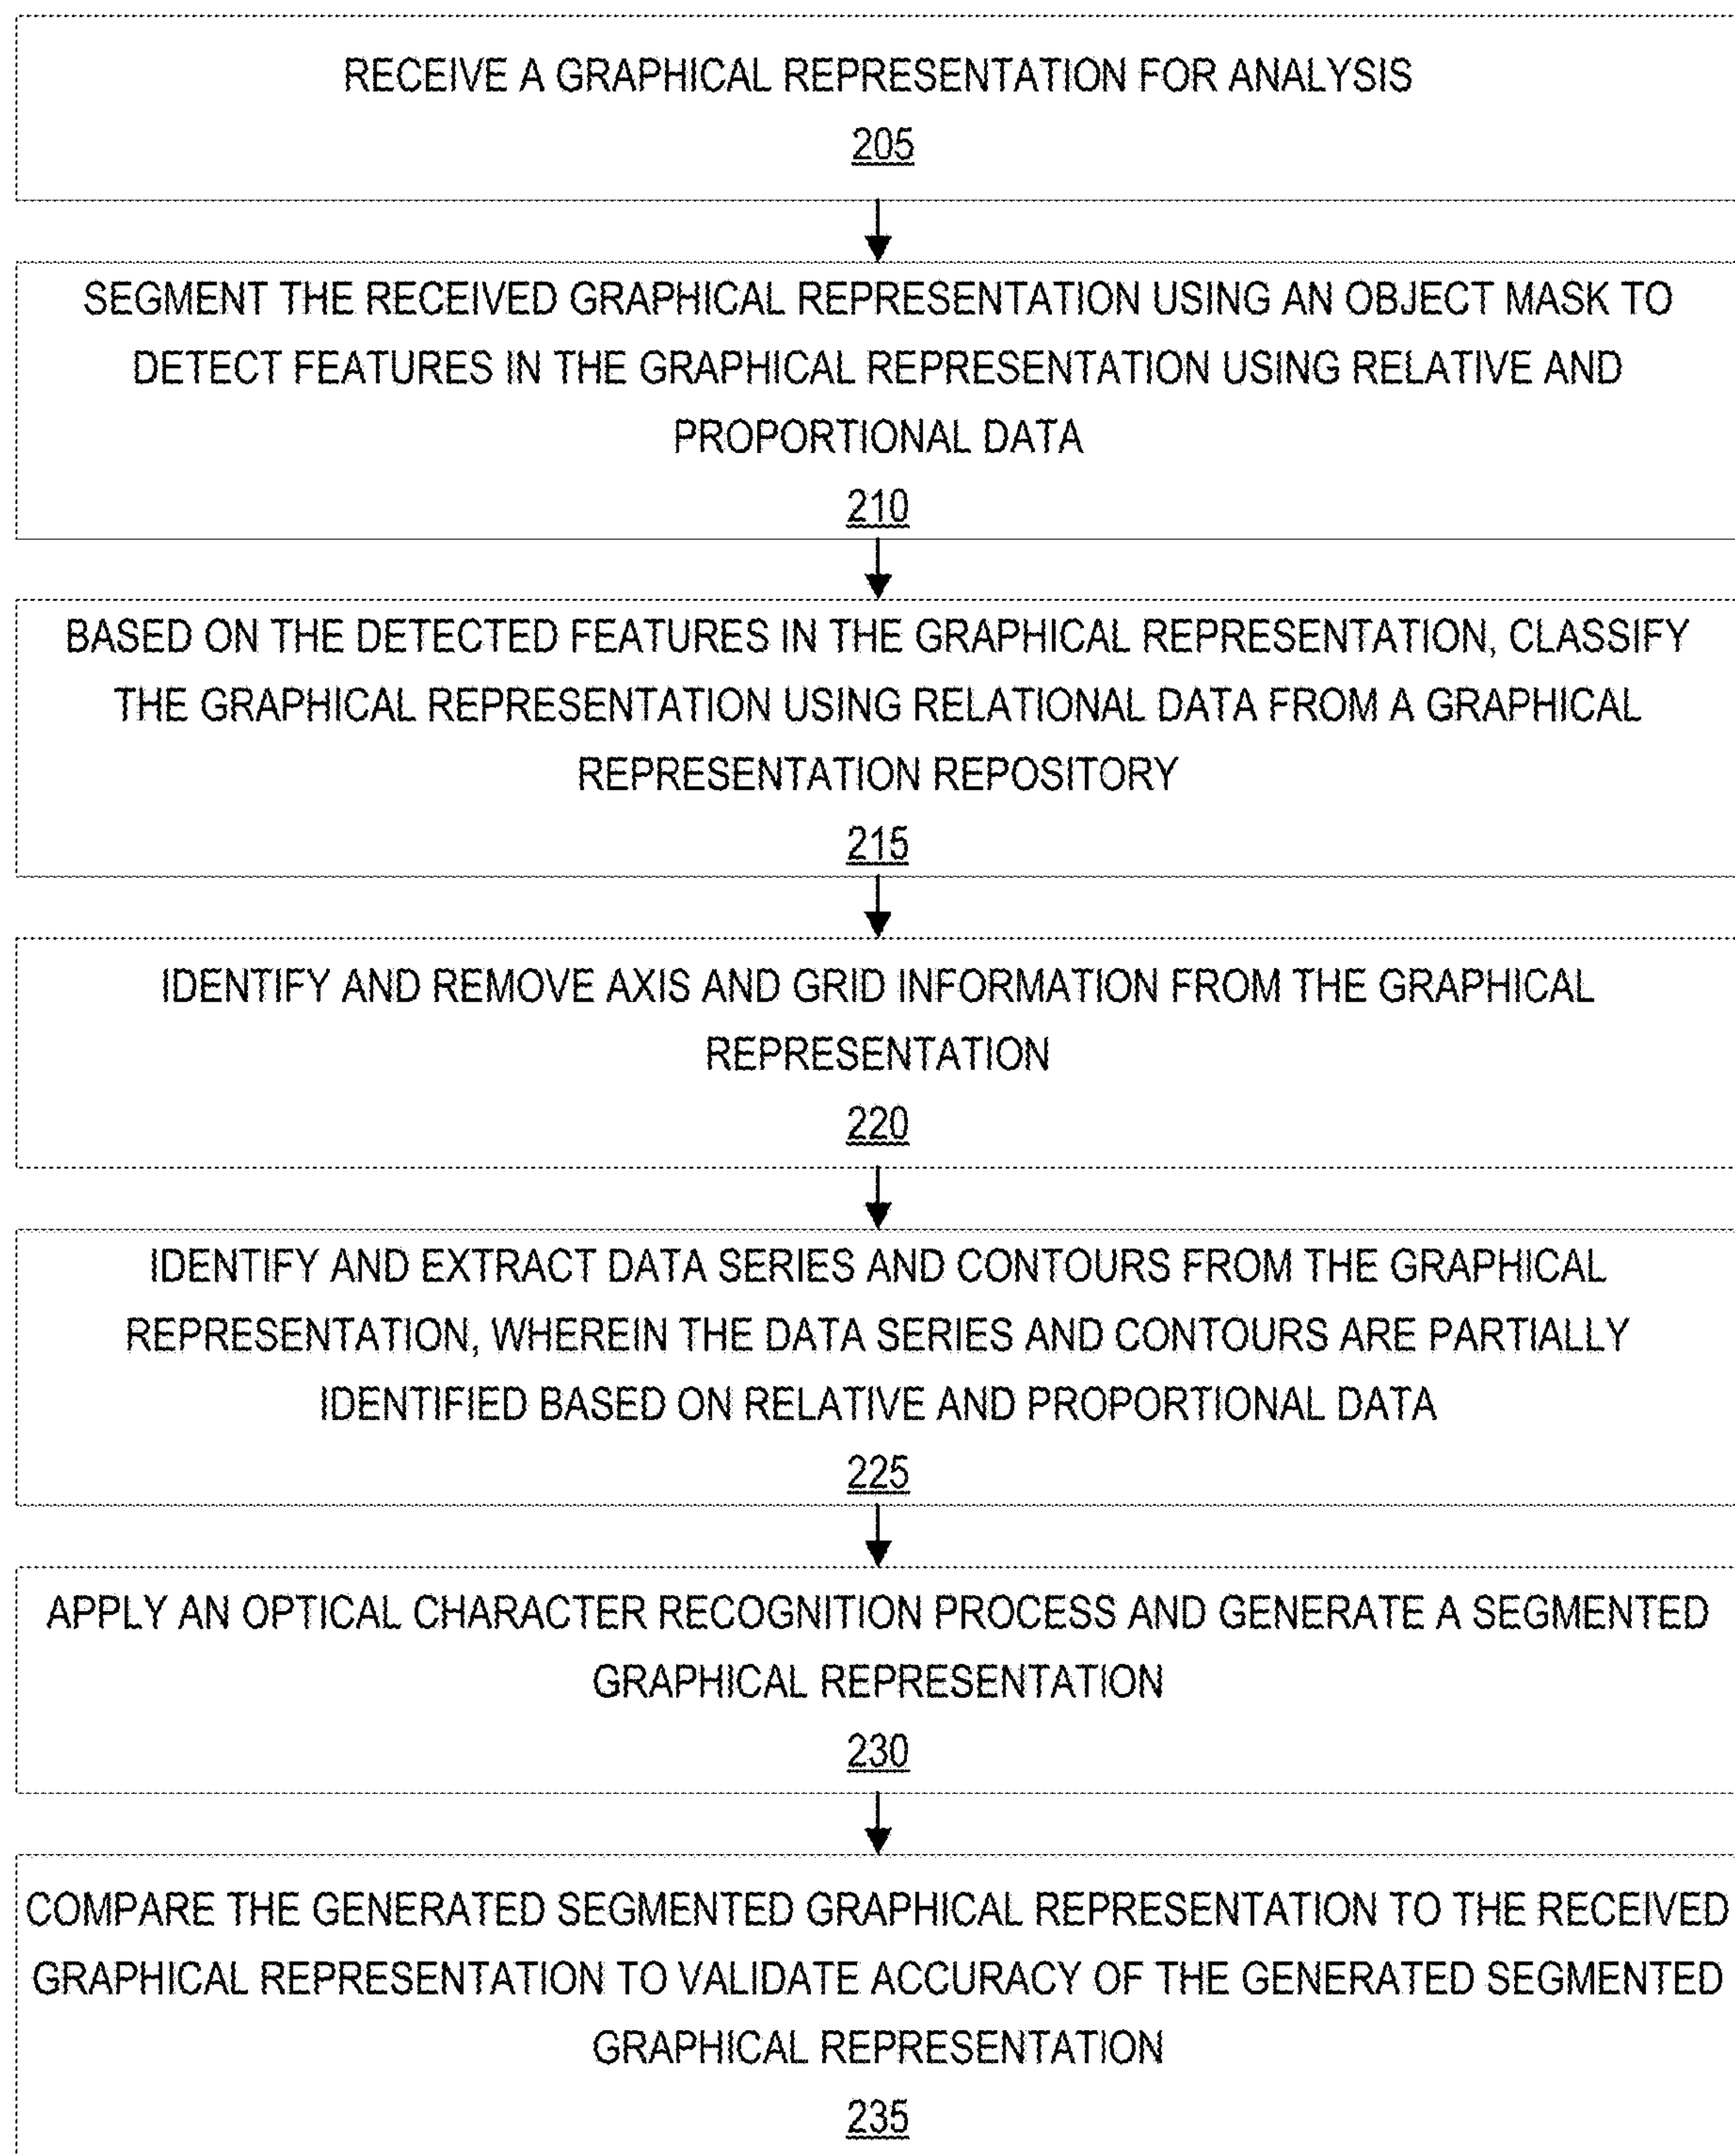 RECEIVE A GRAPHICAL REPRESENTATION FOR ANALYSIS
205
SEGMENT THE RECEIVED GRAPHICAL REPRESENTATION USING AN OBJECT MASK TO
DETECT FEATURES IN THE GRAPHICAL REPRESENTATION USING RELATIVE AND
PROPORTIONAL DATA
210
BASED ON THE DETECTED FEATURES IN THE GRAPHICAL REPRESENTATION, CLASSIFY
THE GRAPHICAL REPRESENTATION USING RELATIONAL DATA FROM A GRAPHICAL
REPRESENTATION REPOSITORY
215
IDENTIFY AND REMOVE AXIS AND GRID INFORMATION FROM THE GRAPHICAL
REPRESENTATION
220
IDENTIFY AND EXTRACT DATA SERIES AND CONTOURS FROM THE GRAPHICAL
REPRESENTATION, WHEREIN THE DATA SERIES AND CONTOURS ARE PARTIALLY
IDENTIFIED BASED ON RELATIVE AND PROPORTIONAL DATA
225
APPLY AN OPTICAL CHARACTER RECOGNITION PROCESS AND GENERATE A SEGMENTED
GRAPHICAL REPRESENTATION
230
COMPARE THE GENERATED SEGMENTED GRAPHICAL REPRESENTATION TO THE RECEIVED
GRAPHICAL REPRESENTATION TO VALIDATE ACCURACY OF THE GENERATED SEGMENTED
GRAPHICAL REPRESENTATION
235